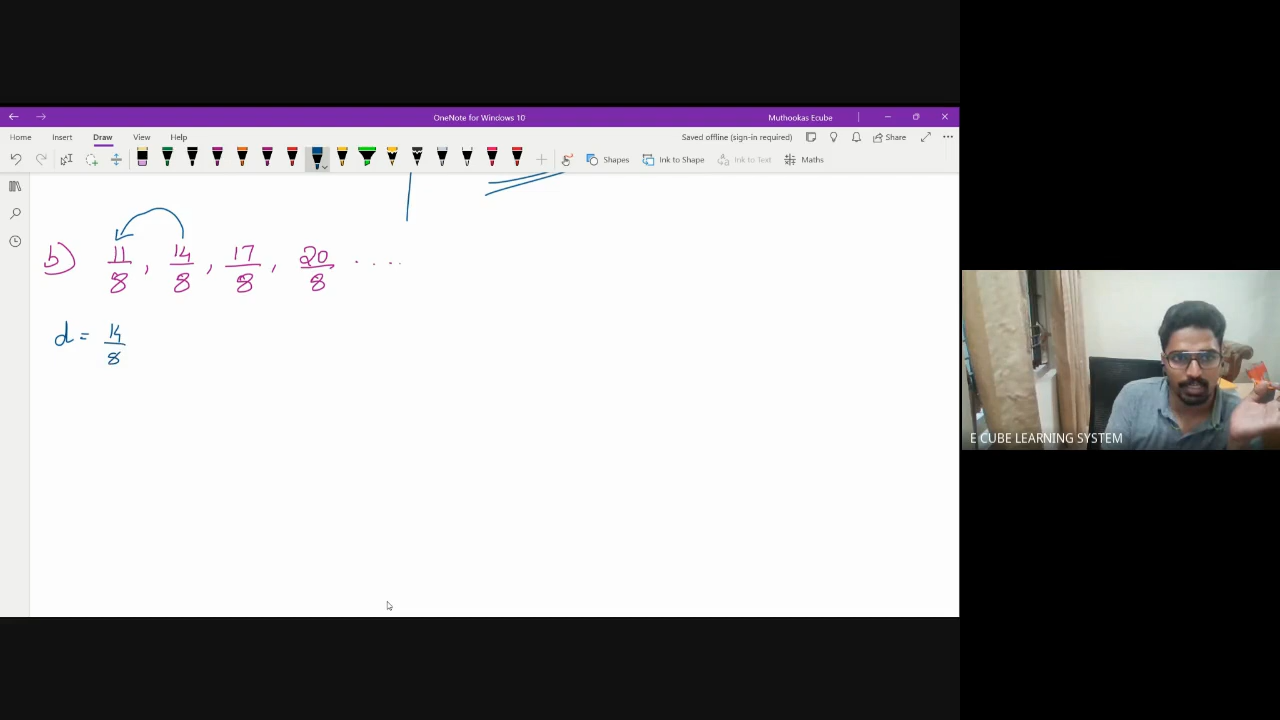 OneNote for Windows 10
Muthookas Ecube
Home Insert Draw View Help
Saved offline (sign-in required) Share
Shapes Ink to Shape Ink to Text Maths
b) 11/8, 14/8, 17/8, 20/8 ....
d = 14/8
E CUBE LEARNING SYSTEM